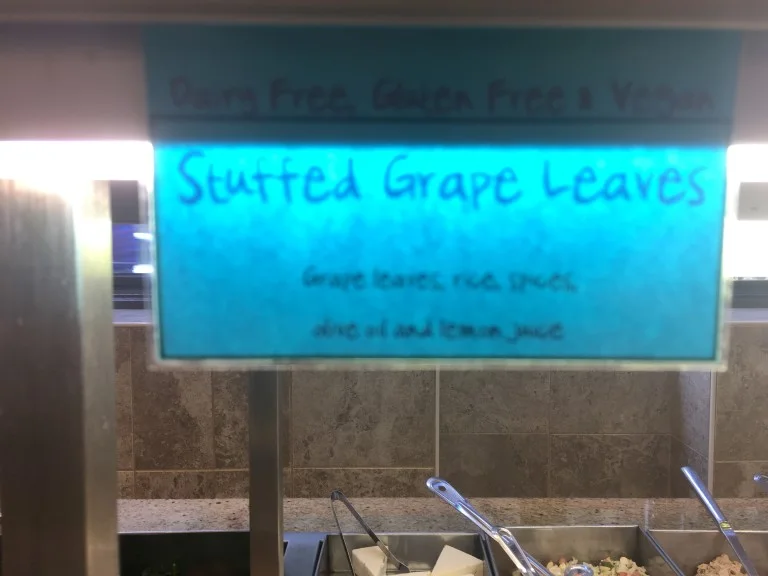 Dairy Free, Gluten Free & Vegan
Stuffed Grape Leaves
Grape leaves, rice, spices,
olive oil and lemon juice